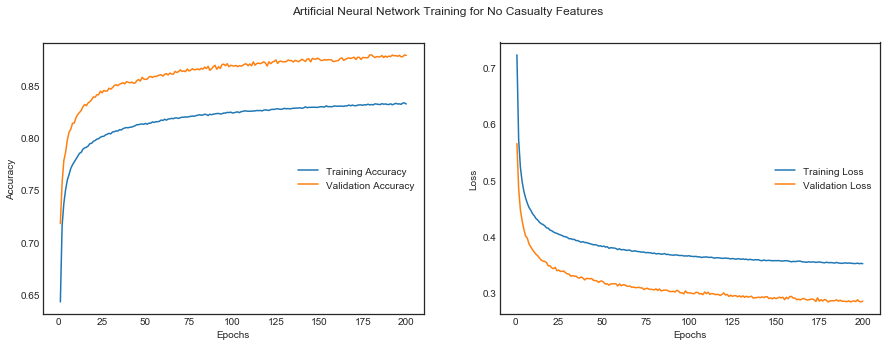 Artificial Neural Network Training for No Casualty Features
0.85
0.80
0.75
0.70
0.65
Accuracy
Training Accuracy
Validation Accuracy
0 25 50 75 100 125 150 175 200
Epochs
0.7
0.6
0.5
0.4
0.3
Loss
Training Loss
Validation Loss
0 25 50 75 100 125 150 175 200
Epochs